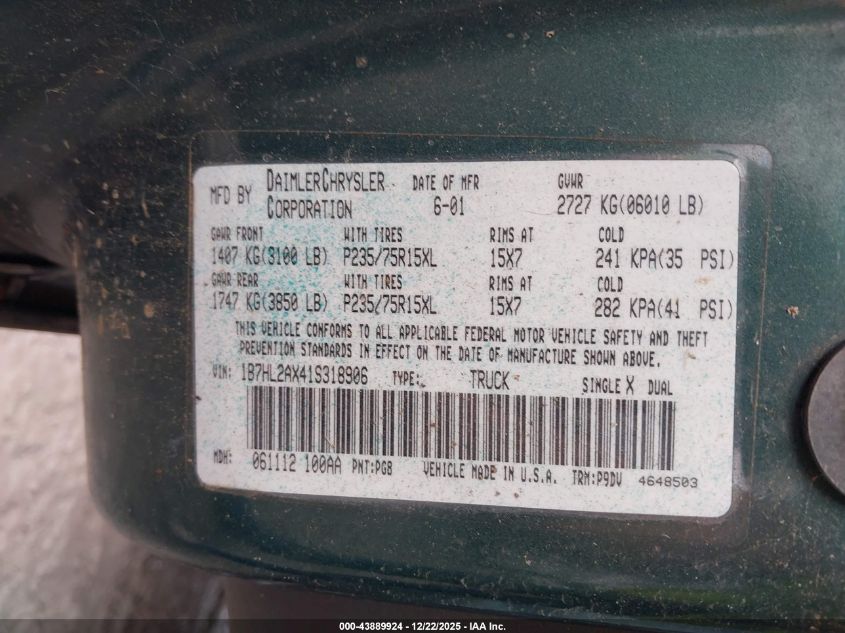 MFD BY DAIMLERCHRYSLER CORPORATION DATE OF MFR 6-01 GVWR 2727 KG(06010 LB)
GAWR FRONT WITH TIRES RIMS AT COLD
1407 KG(3100 LB) P235/75R15XL 15X7 241 KPA(35 PSI)
GAWR REAR WITH TIRES RIMS AT COLD
1747 KG(3850 LB) P235/75R15XL 15X7 282 KPA(41 PSI)
THIS VEHICLE CONFORMS TO ALL APPLICABLE FEDERAL MOTOR VEHICLE SAFETY AND THEFT
PREVENTION STANDARDS IN EFFECT ON THE DATE OF MANUFACTURE SHOWN ABOVE.
VIN: 1B7HL2AX41S318906 TYPE: TRUCK SINGLE X DUAL
MDH: 061112 100AA PNT:PG8 VEHICLE MADE IN U.S.A. TRM:P9DV 4648503
000-43889924 - 12/22/2025 - IAA Inc.